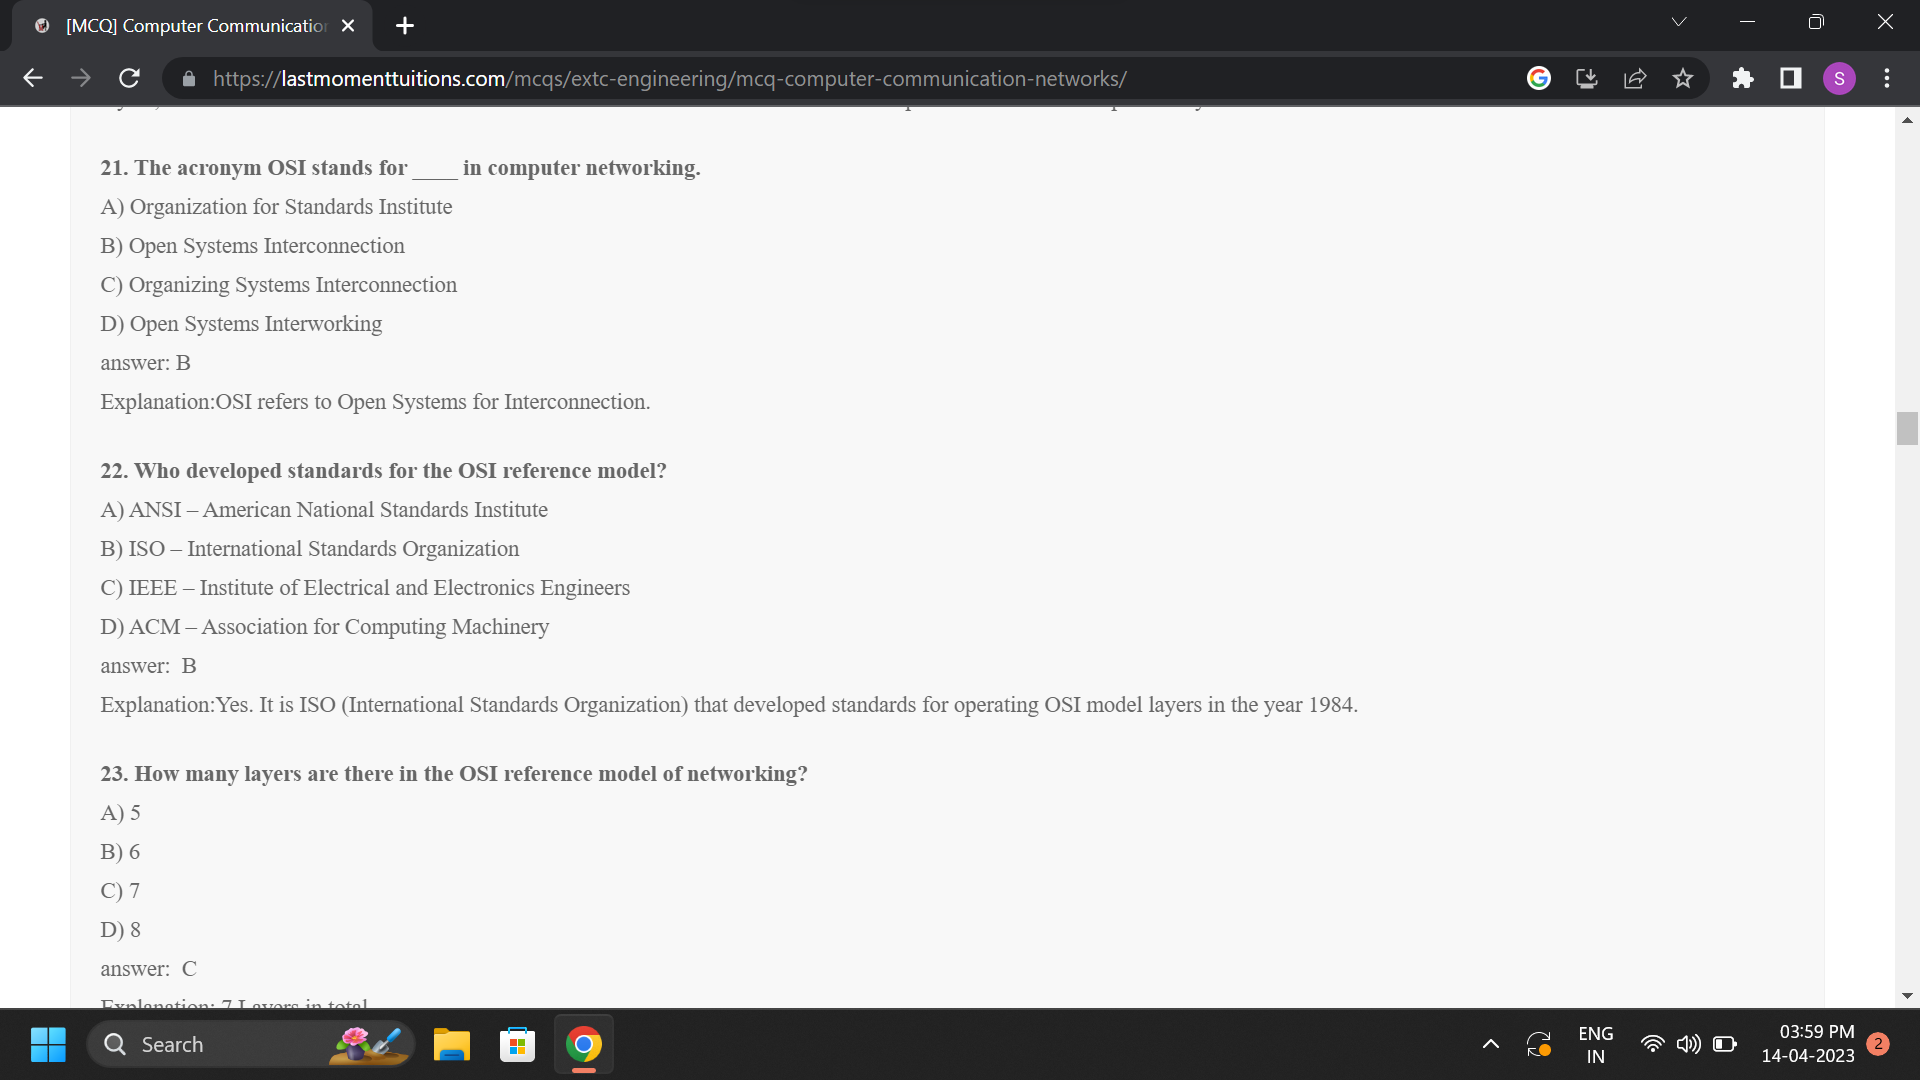 [MCQ] Computer Communication
https://lastmomenttuitions.com/mcqs/extc-engineering/mcq-computer-communication-networks/
S
21. The acronym OSI stands for ____ in computer networking.
A) Organization for Standards Institute
B) Open Systems Interconnection
C) Organizing Systems Interconnection
D) Open Systems Interworking
answer: B
Explanation:OSI refers to Open Systems for Interconnection.
22. Who developed standards for the OSI reference model?
A) ANSI – American National Standards Institute
B) ISO – International Standards Organization
C) IEEE – Institute of Electrical and Electronics Engineers
D) ACM – Association for Computing Machinery
answer:  B
Explanation:Yes. It is ISO (International Standards Organization) that developed standards for operating OSI model layers in the year 1984.
23. How many layers are there in the OSI reference model of networking?
A) 5
B) 6
C) 7
D) 8
answer:  C
Explanation: 7 Layers in total
Search
ENG
IN
03:59 PM
14-04-2023
2